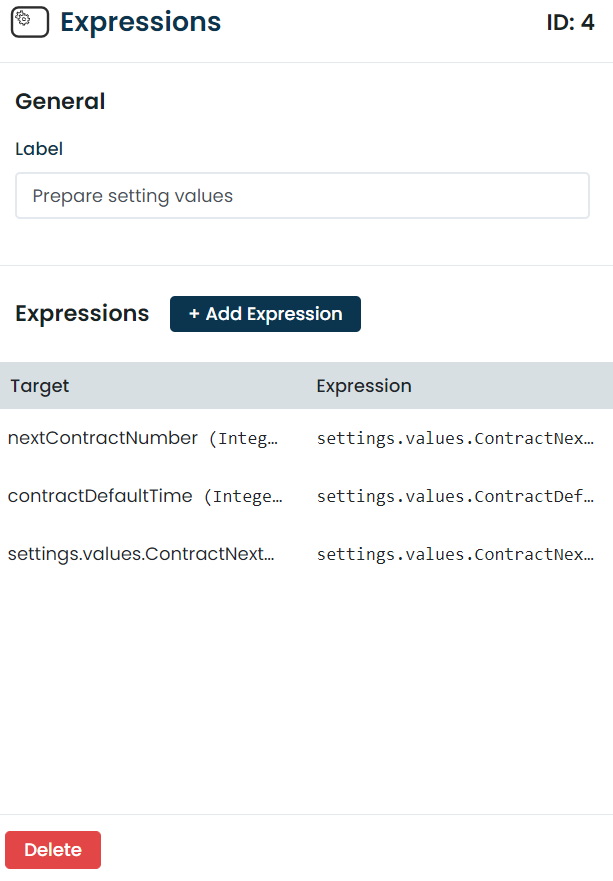 Expressions ID: 4
General
Label
Prepare setting values
Expressions + Add Expression
Target Expression
nextContractNumber (Integ... settings.values.ContractNex...
contractDefaultTime (Intege... settings.values.ContractDef...
settings.values.ContractNext... settings.values.ContractNex...
Delete